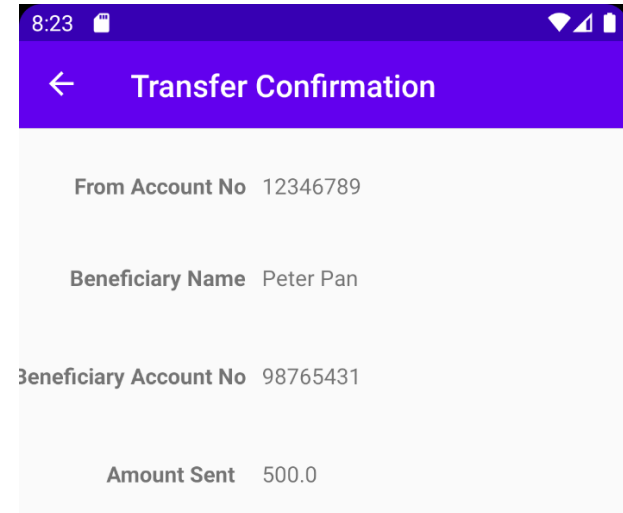 8:23
Transfer Confirmation
From Account No 12346789
Beneficiary Name Peter Pan
Beneficiary Account No 98765431
Amount Sent 500.0